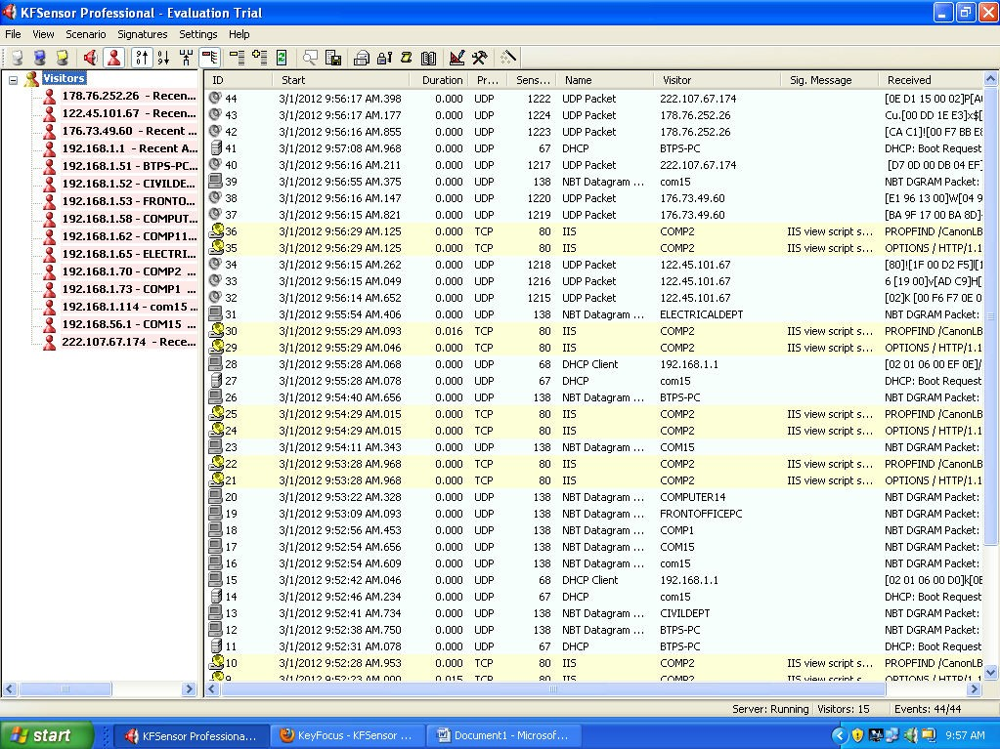 KFSensor Professional - Evaluation Trial
File View Scenario Signatures Settings Help
Visitors
178.76.252.26 - Recen...
122.45.101.67 - Recen...
176.73.49.60 - Recent ...
192.168.1.1 - Recent A...
192.168.1.51 - BTPS-PC...
192.168.1.52 - CIVILDE...
192.168.1.53 - FRONTO...
192.168.1.58 - COMPUT...
192.168.1.62 - COMP11...
192.168.1.65 - ELECTRI...
192.168.1.70 - COMP2 ...
192.168.1.73 - COMP1 ...
192.168.1.114 - com15 ...
192.168.56.1 - COM15 ...
222.107.67.174 - Rece...
ID Start Duration Pr... Sens... Name Visitor Sig. Message Received
44 3/1/2012 9:56:17 AM.398 0.000 UDP 1222 UDP Packet 222.107.67.174 [0E D1 15 00 02]P[A
43 3/1/2012 9:56:17 AM.177 0.000 UDP 1224 UDP Packet 178.76.252.26 Cu.[00 DD 1E E3]x$[
42 3/1/2012 9:56:16 AM.855 0.000 UDP 1223 UDP Packet 178.76.252.26 [CA C1]![00 F7 BB E
41 3/1/2012 9:57:08 AM.968 0.000 UDP 67 DHCP BTPS-PC DHCP: Boot Request
40 3/1/2012 9:56:16 AM.211 0.000 UDP 1217 UDP Packet 222.107.67.174 [D7 0D 00 DB 04 EF]
39 3/1/2012 9:56:55 AM.375 0.000 UDP 138 NBT Datagram ... com15 NBT DGRAM Packet:
38 3/1/2012 9:56:16 AM.147 0.000 UDP 1220 UDP Packet 176.73.49.60 [E1 96 13 00]W[04 9
37 3/1/2012 9:56:15 AM.821 0.000 UDP 1219 UDP Packet 176.73.49.60 [BA 9F 17 00 BA 8D]
36 3/1/2012 9:56:29 AM.125 0.000 TCP 80 IIS COMP2 IIS view script s... PROPFIND /CanonLB
35 3/1/2012 9:56:29 AM.125 0.000 TCP 80 IIS COMP2 IIS view script s... OPTIONS / HTTP/1.1
34 3/1/2012 9:56:15 AM.262 0.000 UDP 1218 UDP Packet 122.45.101.67 [80]![1F 00 D2 F5]I[1
33 3/1/2012 9:56:15 AM.049 0.000 UDP 1216 UDP Packet 122.45.101.67 6 [19 00]v[AD C9]H[
32 3/1/2012 9:56:14 AM.652 0.000 UDP 1215 UDP Packet 122.45.101.67 [02]K [00 F6 F7 0E 0
31 3/1/2012 9:55:54 AM.406 0.000 UDP 138 NBT Datagram ... ELECTRICALDEPT NBT DGRAM Packet:
30 3/1/2012 9:55:29 AM.093 0.016 TCP 80 IIS COMP2 IIS view script s... PROPFIND /CanonLB
29 3/1/2012 9:55:29 AM.046 0.000 TCP 80 IIS COMP2 IIS view script s... OPTIONS / HTTP/1.1
28 3/1/2012 9:55:28 AM.068 0.000 UDP 68 DHCP Client 192.168.1.1 [02 01 06 00 EF 0E]/
27 3/1/2012 9:55:28 AM.078 0.000 UDP 67 DHCP com15 DHCP: Boot Request
26 3/1/2012 9:54:40 AM.656 0.000 UDP 138 NBT Datagram ... BTPS-PC NBT DGRAM Packet:
25 3/1/2012 9:54:29 AM.015 0.000 TCP 80 IIS COMP2 IIS view script s... PROPFIND /CanonLB
24 3/1/2012 9:54:29 AM.015 0.000 TCP 80 IIS COMP2 IIS view script s... OPTIONS / HTTP/1.1
23 3/1/2012 9:54:11 AM.343 0.000 UDP 138 NBT Datagram ... COM15 NBT DGRAM Packet:
22 3/1/2012 9:53:28 AM.968 0.000 TCP 80 IIS COMP2 IIS view script s... PROPFIND /CanonLB
21 3/1/2012 9:53:28 AM.968 0.000 TCP 80 IIS COMP2 IIS view script s... OPTIONS / HTTP/1.1
20 3/1/2012 9:53:22 AM.328 0.000 UDP 138 NBT Datagram ... COMPUTER14 NBT DGRAM Packet:
19 3/1/2012 9:53:09 AM.093 0.000 UDP 138 NBT Datagram ... FRONTOFFICEPC NBT DGRAM Packet:
18 3/1/2012 9:52:56 AM.453 0.000 UDP 138 NBT Datagram ... COMP1 NBT DGRAM Packet:
17 3/1/2012 9:52:54 AM.656 0.000 UDP 138 NBT Datagram ... COM15 NBT DGRAM Packet:
16 3/1/2012 9:52:54 AM.609 0.000 UDP 138 NBT Datagram ... com15 NBT DGRAM Packet:
15 3/1/2012 9:52:42 AM.046 0.000 UDP 68 DHCP Client 192.168.1.1 [02 01 06 00 D0]k[0E
14 3/1/2012 9:52:46 AM.234 0.000 UDP 67 DHCP com15 DHCP: Boot Request
13 3/1/2012 9:52:41 AM.734 0.000 UDP 138 NBT Datagram ... CIVILDEPT NBT DGRAM Packet:
12 3/1/2012 9:52:38 AM.750 0.000 UDP 138 NBT Datagram ... BTPS-PC NBT DGRAM Packet:
11 3/1/2012 9:52:31 AM.078 0.000 UDP 67 DHCP BTPS-PC DHCP: Boot Request
10 3/1/2012 9:52:28 AM.953 0.000 TCP 80 IIS COMP2 IIS view script s... PROPFIND /CanonLB
9 3/1/2012 9:52:23 AM.000 0.015 TCP 80 IIS COMP2 IIS view script s... OPTIONS / HTTP/1.1
Server: Running Visitors: 15 Events: 44/44
start KFSensor Professiona... KeyFocus - KFSensor ... Document1 - Microsof... 9:57 AM